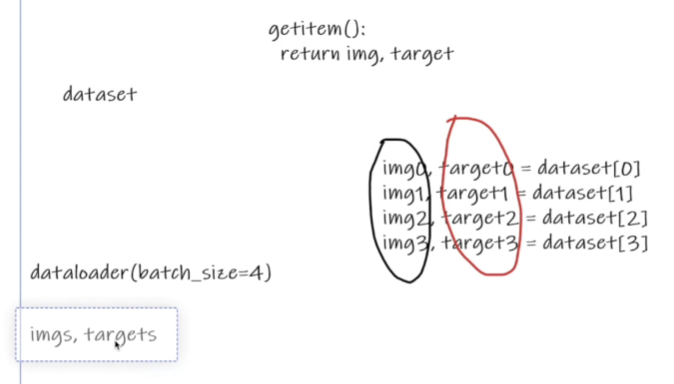 getitem():
return img, target
dataset
img0, target0 = dataset[0]
img1, target1 = dataset[1]
img2, target2 = dataset[2]
img3, target3 = dataset[3]
dataloader(batch_size=4)
imgs, targets